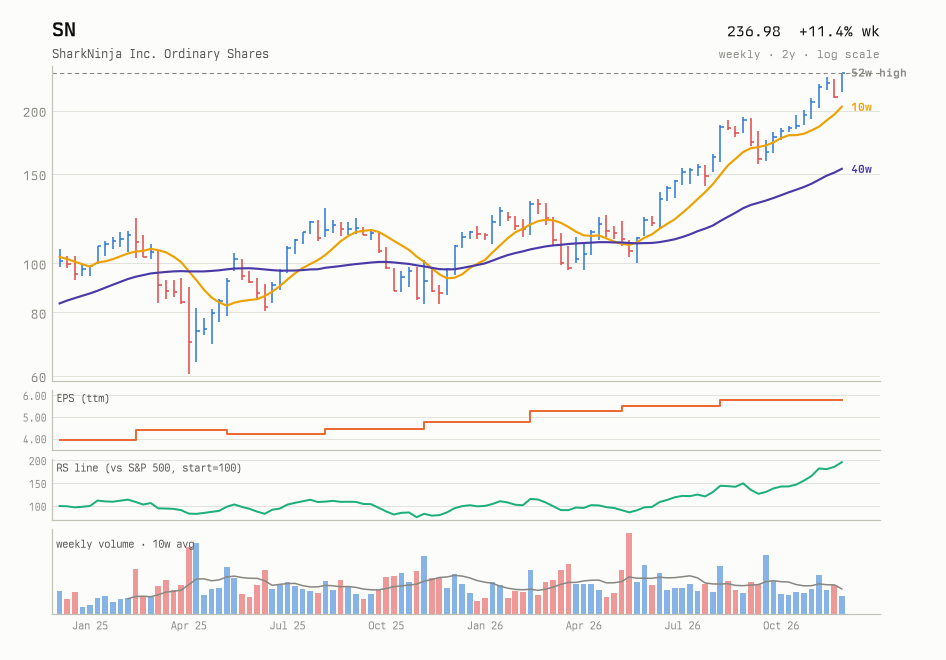 SN
236.98 +11.4% wk
SharkNinja Inc. Ordinary Shares
weekly · 2y · log scale
52w high
200
10w
150
40w
100
80
60
6.00
EPS (ttm)
5.00
4.00
200
RS line (vs S&P 500, start=100)
150
100
weekly volume · 10w avg
Jan 25 Apr 25 Jul 25 Oct 25 Jan 26 Apr 26 Jul 26 Oct 26